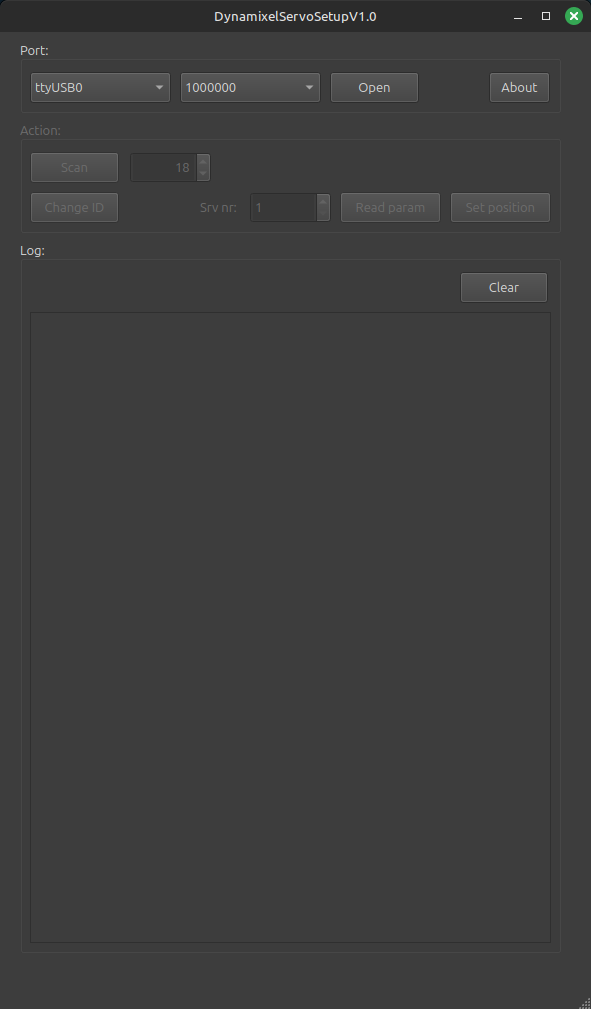 DynamixelServoSetupV1.0
Port:
ttyUSB0 1000000 Open About
Action:
Scan 18
Change ID Srv nr: 1 Read param Set position
Log:
Clear